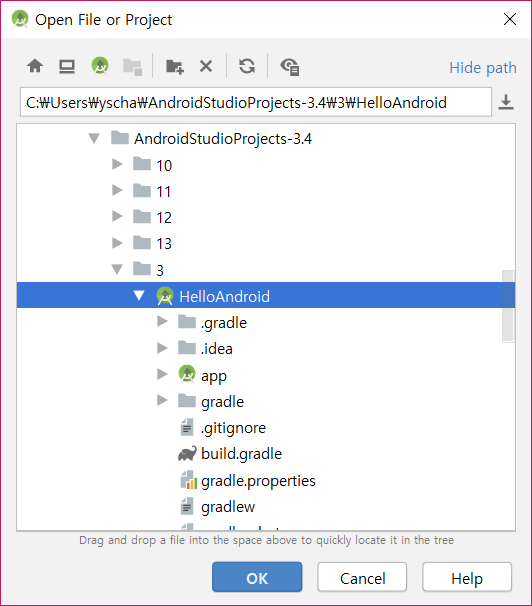 Open File or Project
Hide path
C:₩Users₩yscha₩AndroidStudioProjects-3.4₩3₩HelloAndroid
AndroidStudioProjects-3.4
10
11
12
13
3
HelloAndroid
.gradle
.idea
app
gradle
.gitignore
build.gradle
gradle.properties
gradlew
Drag and drop a file into the space above to quickly locate it in the tree
OK
Cancel
Help